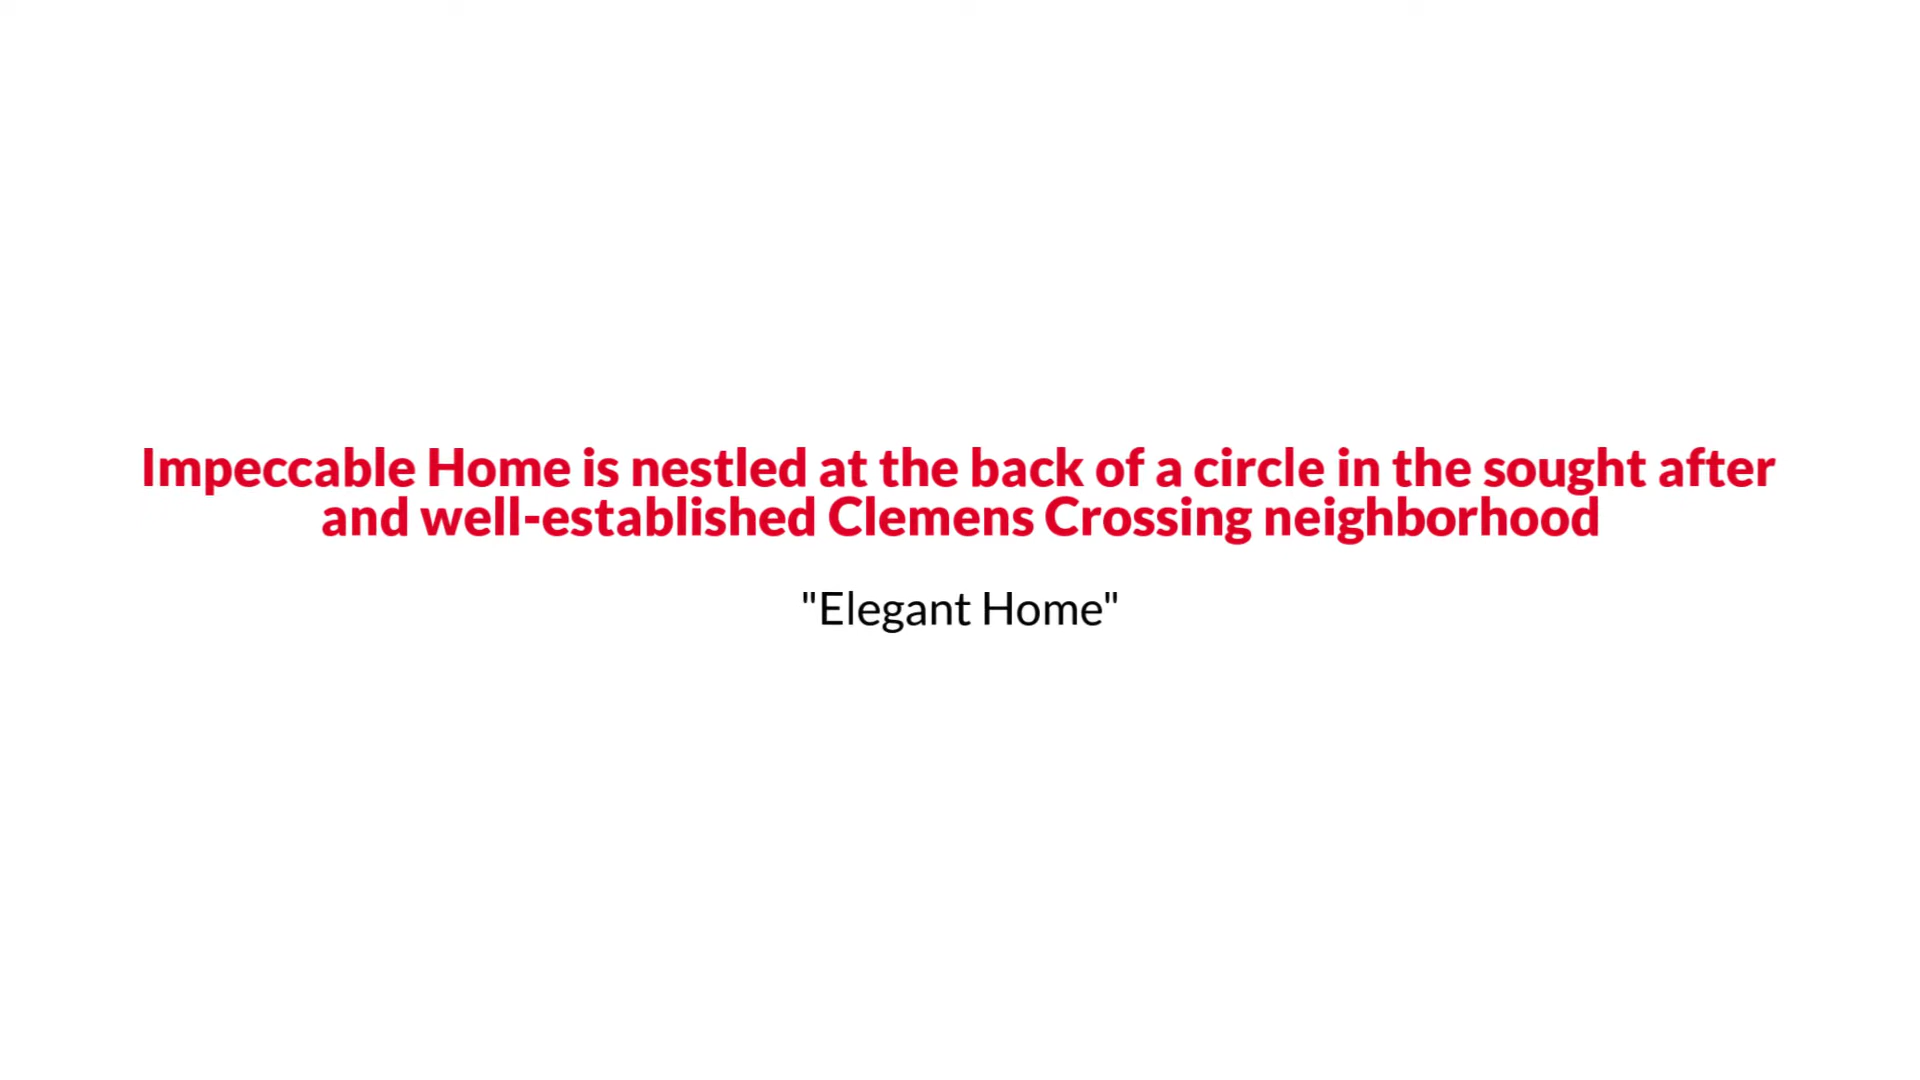 Impeccable Home is nestled at the back of a circle in the sought after
and well-established Clemens Crossing neighborhood
"Elegant Home"